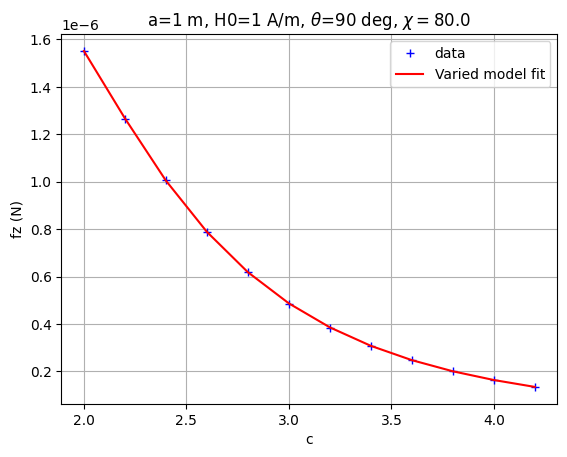 a=1 m, H0=1 A/m, θ=90 deg, χ = 80.0
1e−6
data
Varied model fit
1.6
1.4
1.2
1.0
0.8
0.6
0.4
0.2
fz (N)
2.0 2.5 3.0 3.5 4.0
c